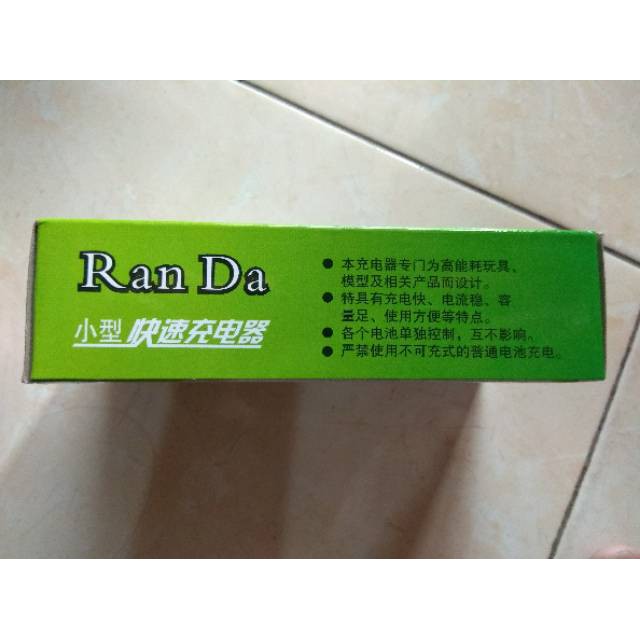 Ran Da
小型 快速充电器
● 本充电器专门为高能耗玩具、
模型及相关产品而设计。
● 特具有充电快、电流稳、容
量足、使用方便等特点。
● 各个电池单独控制，互不影响。
● 严禁使用不可充式的普通电池充电。